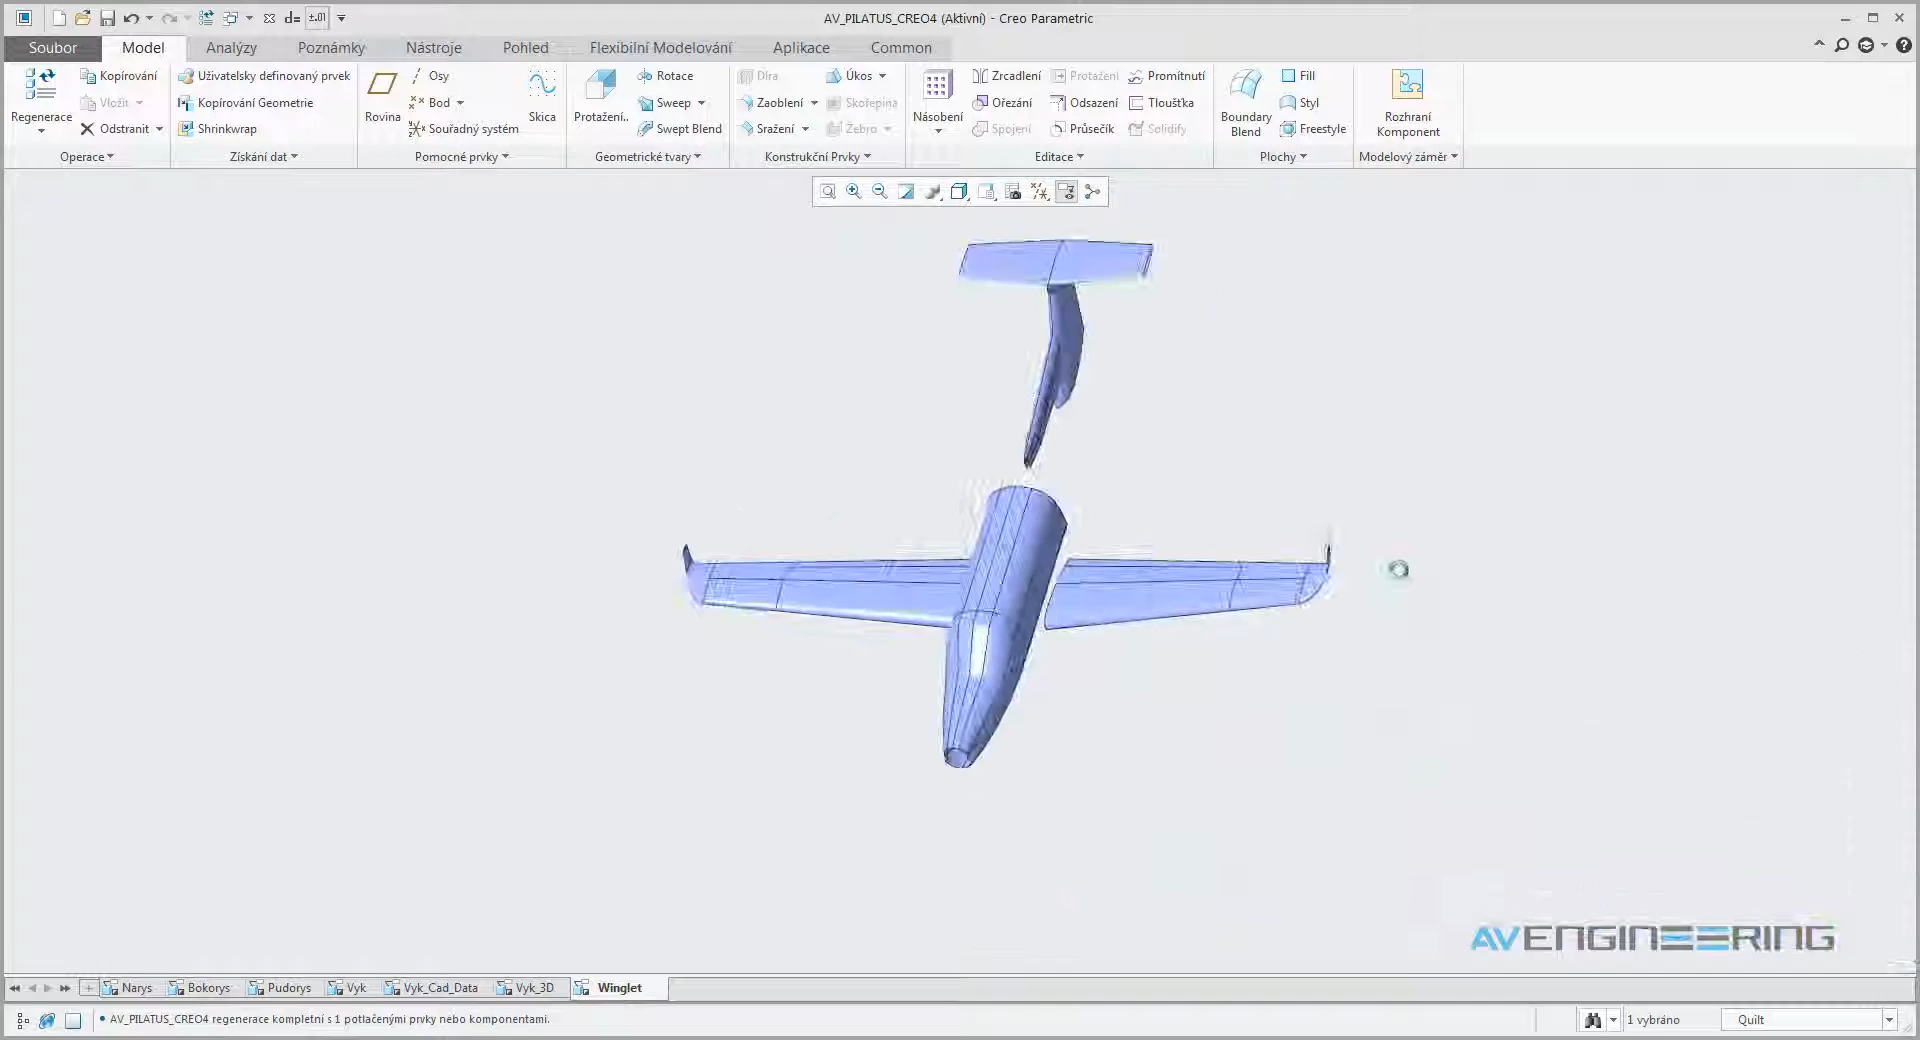 AV_PILATUS_CREO4 (Aktivní) - Creo Parametric
Soubor Model Analýzy Poznámky Nástroje Pohled Flexibilní Modelování Aplikace Common
Kopírování Uživatelsky definovaný prvek Osy Rotace Díra Úkos Zrcadlení Protažení Promítnutí Fill
Vložit Kopírování Geometrie Bod Sweep Zaoblení Skořepina Ořezání Odsazení Tloušťka Styl
Regenerace Rovina Skica Protažení.. Násobení Boundary Blend Rozhraní Komponent
Odstranit Shrinkwrap Souřadný systém Swept Blend Sražení Žebro Spojení Průsečík Solidify Freestyle
Operace Získání dat Pomocné prvky Geometrické tvary Konstrukční Prvky Editace Plochy Modelový záměr
AVENGINEERING
Narys Bokorys Pudorys Vyk Vyk_Cad_Data Vyk_3D Winglet
AV_PILATUS_CREO4 regenerace kompletní s 1 potlačenými prvky nebo komponentami. 1 vybráno Quilt